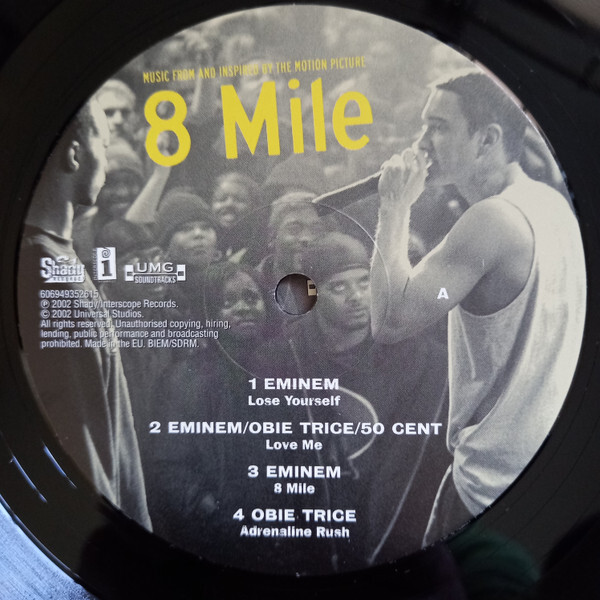 MUSIC FROM AND INSPIRED BY THE MOTION PICTURE
8 Mile
Shady
RECORDS
INTERSCOPE
i
UMG
SOUNDTRACKS
606949352615
℗ 2002 Shady/Interscope Records.
© 2002 Universal Studios.
All rights reserved. Unauthorised copying, hiring,
lending, public performance and broadcasting
prohibited. Made in the EU. BIEM/SDRM.
A
1 EMINEM
Lose Yourself
2 EMINEM/OBIE TRICE/50 CENT
Love Me
3 EMINEM
8 Mile
4 OBIE TRICE
Adrenaline Rush